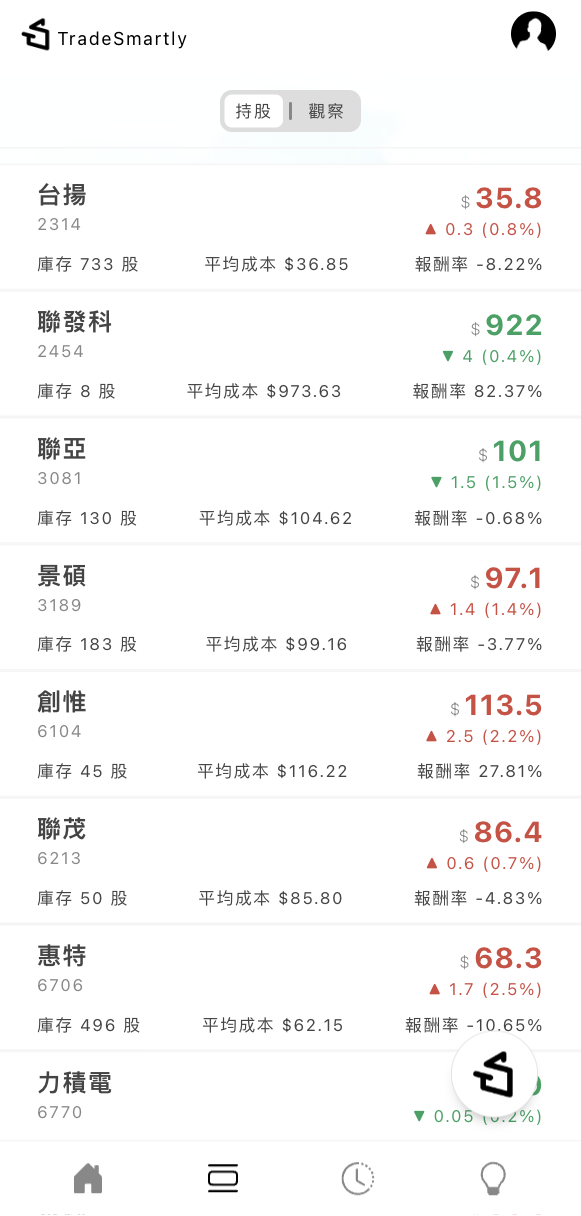 TradeSmartly
持股 | 觀察
台揚
$ 35.8
2314
▲ 0.3 (0.8%)
庫存 733 股 平均成本 $36.85 報酬率 -8.22%
聯發科
$ 922
2454
▼ 4 (0.4%)
庫存 8 股 平均成本 $973.63 報酬率 82.37%
聯亞
$ 101
3081
▼ 1.5 (1.5%)
庫存 130 股 平均成本 $104.62 報酬率 -0.68%
景碩
$ 97.1
3189
▲ 1.4 (1.4%)
庫存 183 股 平均成本 $99.16 報酬率 -3.77%
創惟
$ 113.5
6104
▲ 2.5 (2.2%)
庫存 45 股 平均成本 $116.22 報酬率 27.81%
聯茂
$ 86.4
6213
▲ 0.6 (0.7%)
庫存 50 股 平均成本 $85.80 報酬率 -4.83%
惠特
$ 68.3
6706
▲ 1.7 (2.5%)
庫存 496 股 平均成本 $62.15 報酬率 -10.65%
力積電
6770
▼ 0.05 (0.2%)